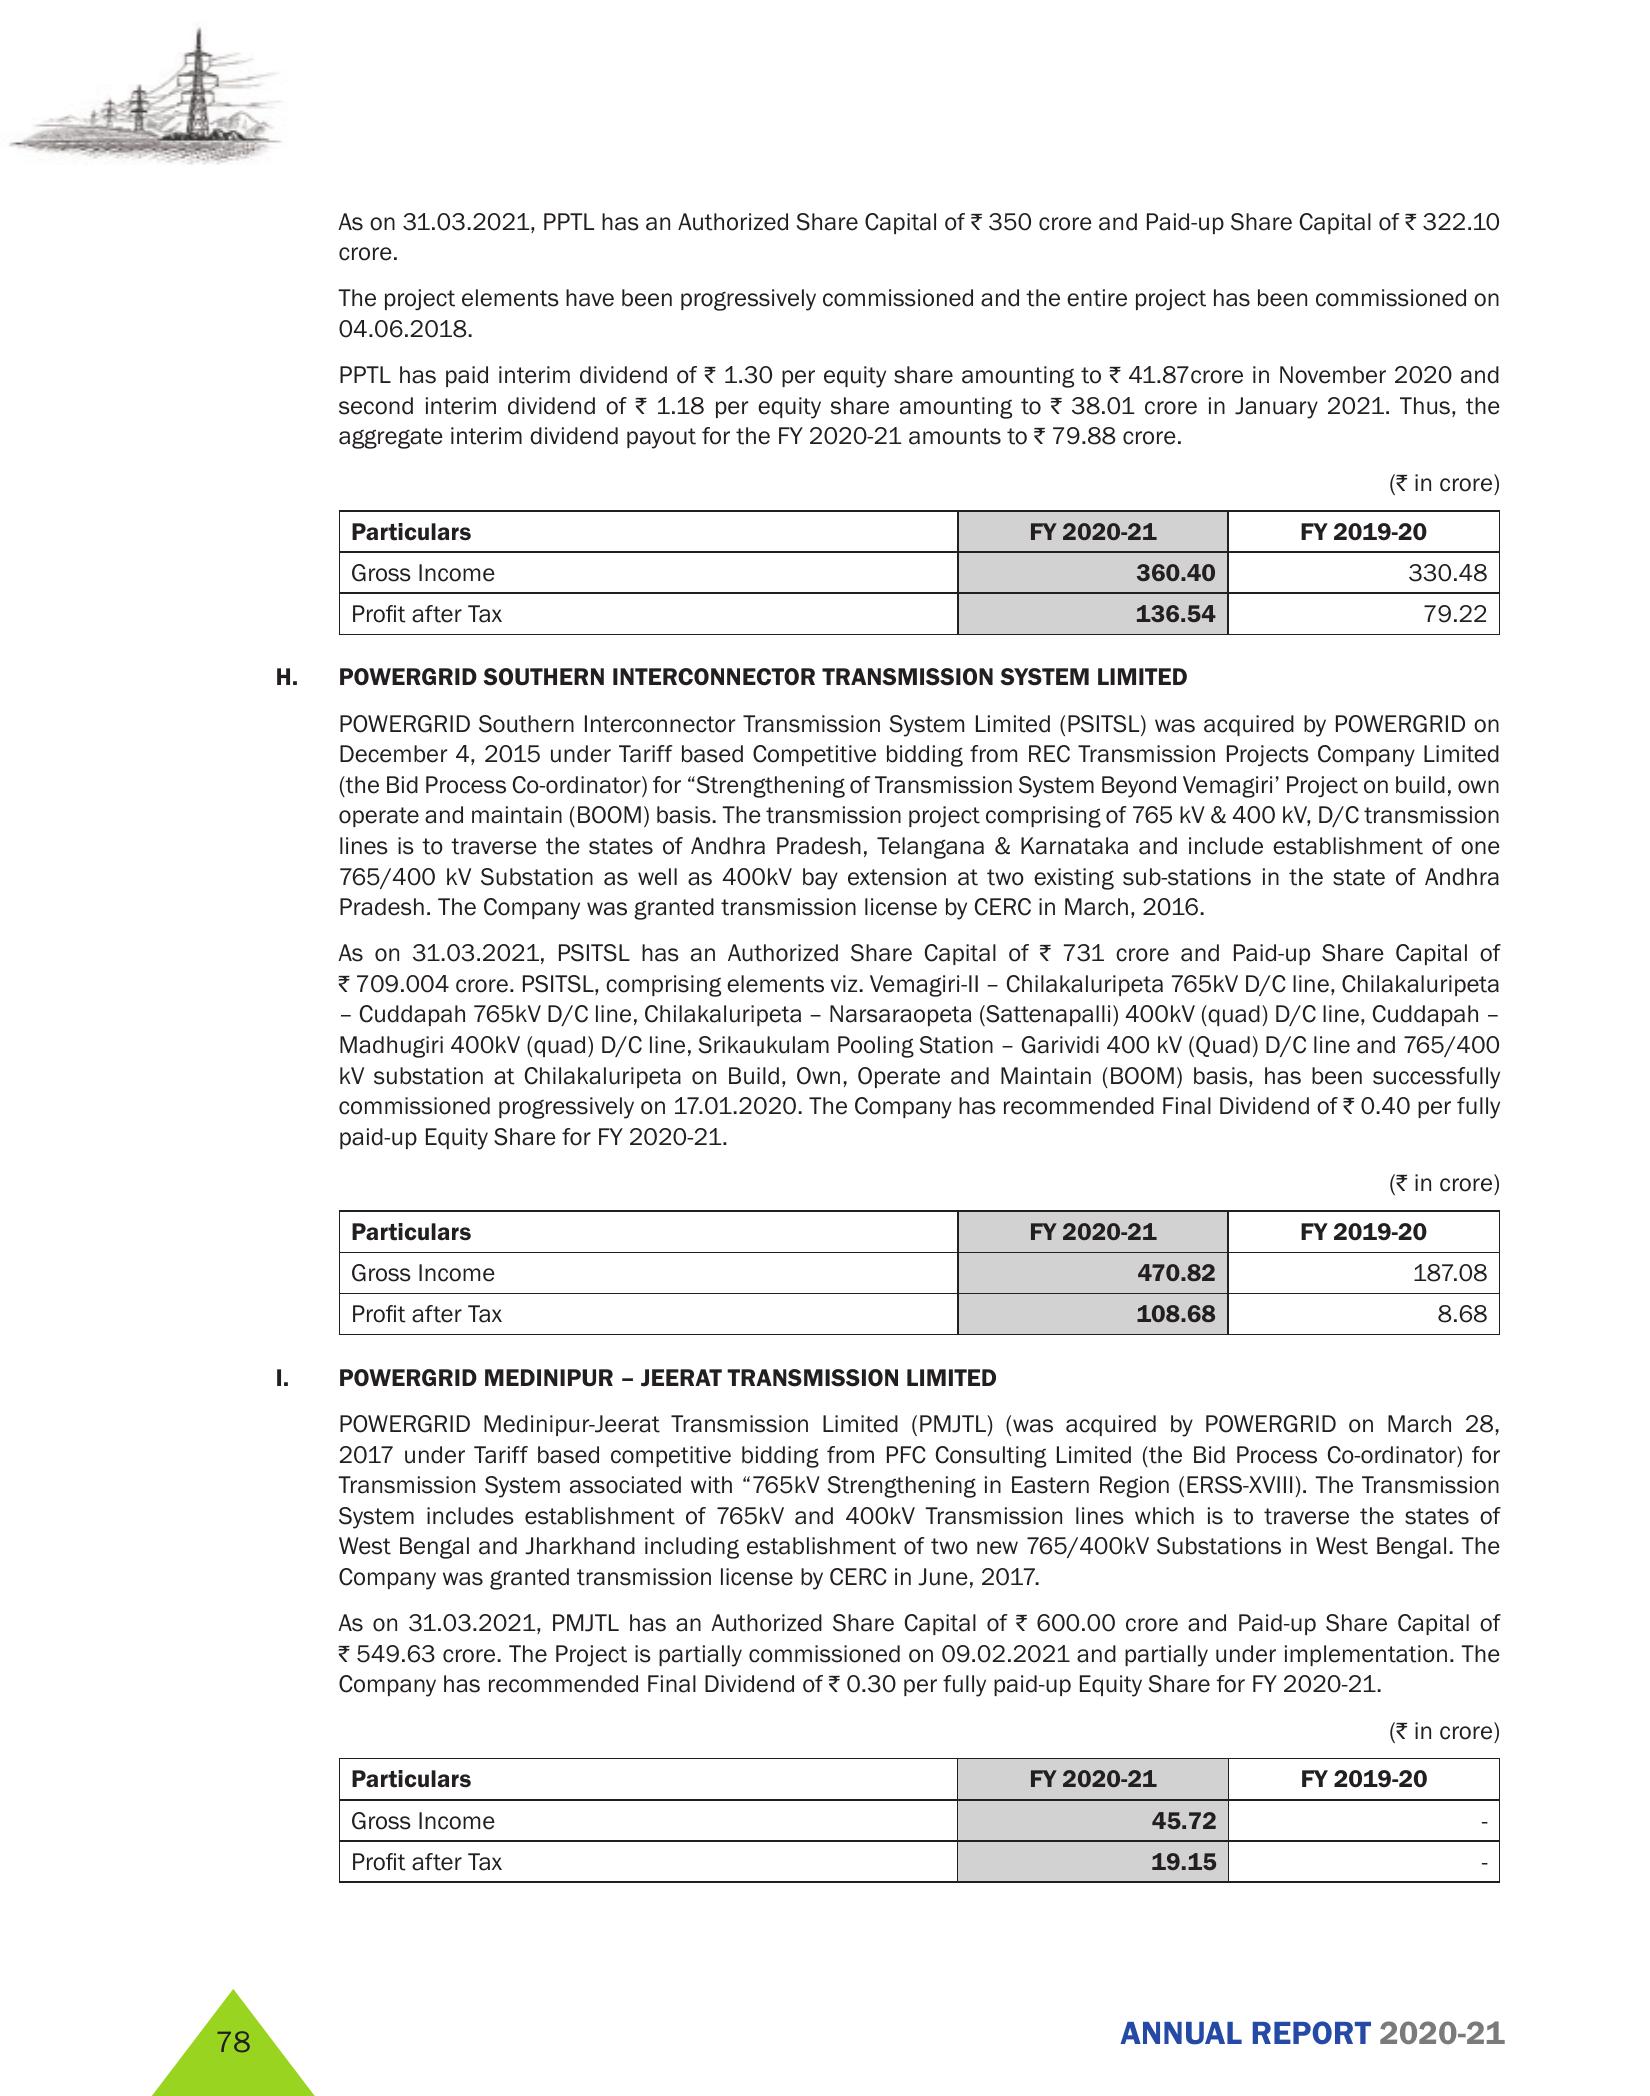 As on 31.03.2021, PPTL has an Authorized Share Capital of ₹ 350 crore and Paid-up Share Capital of ₹ 322.10
crore.
The project elements have been progressively commissioned and the entire project has been commissioned on
04.06.2018.
PPTL has paid interim dividend of ₹ 1.30 per equity share amounting to ₹ 41.87crore in November 2020 and
second interim dividend of ₹ 1.18 per equity share amounting to ₹ 38.01 crore in January 2021. Thus, the
aggregate interim dividend payout for the FY 2020-21 amounts to ₹ 79.88 crore.
(₹ in crore)
Particulars FY 2020-21 FY 2019-20
Gross Income 360.40 330.48
Profit after Tax 136.54 79.22
H. POWERGRID SOUTHERN INTERCONNECTOR TRANSMISSION SYSTEM LIMITED
POWERGRID Southern Interconnector Transmission System Limited (PSITSL) was acquired by POWERGRID on
December 4, 2015 under Tariff based Competitive bidding from REC Transmission Projects Company Limited
(the Bid Process Co-ordinator) for “Strengthening of Transmission System Beyond Vemagiri’ Project on build, own
operate and maintain (BOOM) basis. The transmission project comprising of 765 kV & 400 kV, D/C transmission
lines is to traverse the states of Andhra Pradesh, Telangana & Karnataka and include establishment of one
765/400 kV Substation as well as 400kV bay extension at two existing sub-stations in the state of Andhra
Pradesh. The Company was granted transmission license by CERC in March, 2016.
As on 31.03.2021, PSITSL has an Authorized Share Capital of ₹ 731 crore and Paid-up Share Capital of
₹ 709.004 crore. PSITSL, comprising elements viz. Vemagiri-II – Chilakaluripeta 765kV D/C line, Chilakaluripeta
– Cuddapah 765kV D/C line, Chilakaluripeta – Narsaraopeta (Sattenapalli) 400kV (quad) D/C line, Cuddapah –
Madhugiri 400kV (quad) D/C line, Srikaukulam Pooling Station – Garividi 400 kV (Quad) D/C line and 765/400
kV substation at Chilakaluripeta on Build, Own, Operate and Maintain (BOOM) basis, has been successfully
commissioned progressively on 17.01.2020. The Company has recommended Final Dividend of ₹ 0.40 per fully
paid-up Equity Share for FY 2020-21.
(₹ in crore)
Particulars FY 2020-21 FY 2019-20
Gross Income 470.82 187.08
Profit after Tax 108.68 8.68
I. POWERGRID MEDINIPUR – JEERAT TRANSMISSION LIMITED
POWERGRID Medinipur-Jeerat Transmission Limited (PMJTL) (was acquired by POWERGRID on March 28,
2017 under Tariff based competitive bidding from PFC Consulting Limited (the Bid Process Co-ordinator) for
Transmission System associated with “765kV Strengthening in Eastern Region (ERSS-XVIII). The Transmission
System includes establishment of 765kV and 400kV Transmission lines which is to traverse the states of
West Bengal and Jharkhand including establishment of two new 765/400kV Substations in West Bengal. The
Company was granted transmission license by CERC in June, 2017.
As on 31.03.2021, PMJTL has an Authorized Share Capital of ₹ 600.00 crore and Paid-up Share Capital of
₹ 549.63 crore. The Project is partially commissioned on 09.02.2021 and partially under implementation. The
Company has recommended Final Dividend of ₹ 0.30 per fully paid-up Equity Share for FY 2020-21.
(₹ in crore)
Particulars FY 2020-21 FY 2019-20
Gross Income 45.72 -
Profit after Tax 19.15 -
78
ANNUAL REPORT 2020-21